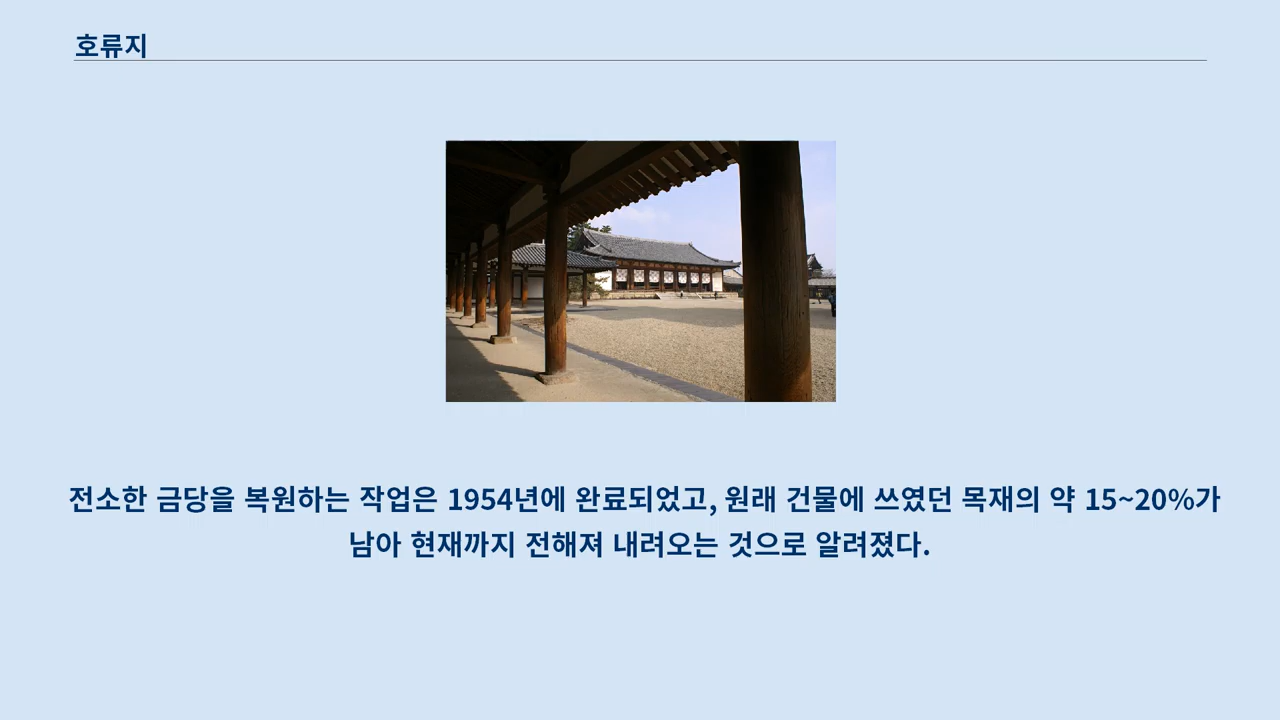 호류지
전소한 금당을 복원하는 작업은 1954년에 완료되었고, 원래 건물에 쓰였던 목재의 약 15~20%가
남아 현재까지 전해져 내려오는 것으로 알려졌다.